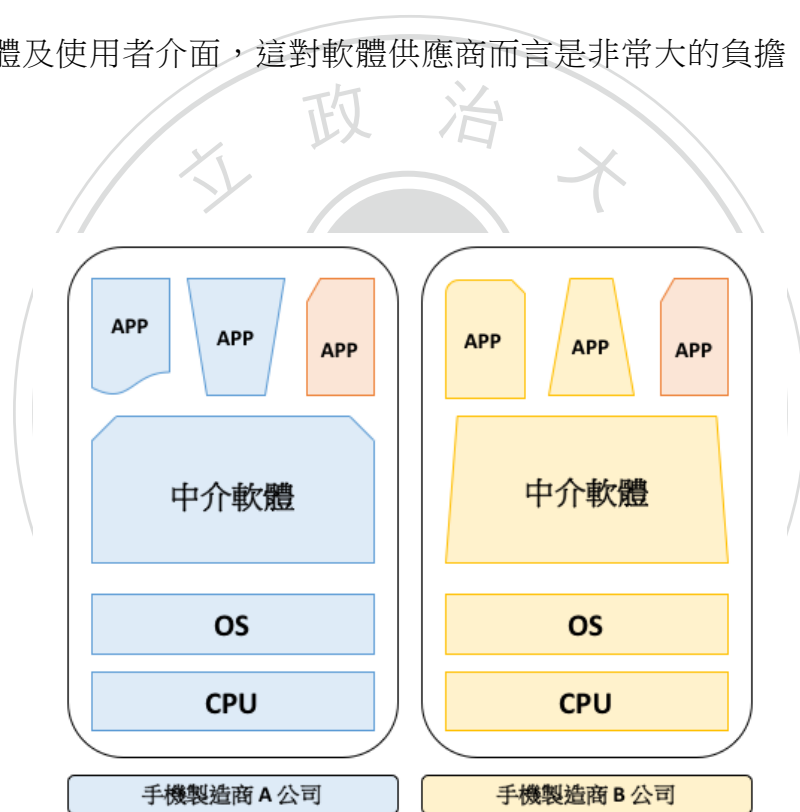 體及使用者介面，這對軟體供應商而言是非常大的負擔
立 政 治 大
APP
APP
APP
中介軟體
OS
CPU
手機製造商 A 公司
APP
APP
APP
中介軟體
OS
CPU
手機製造商 B 公司